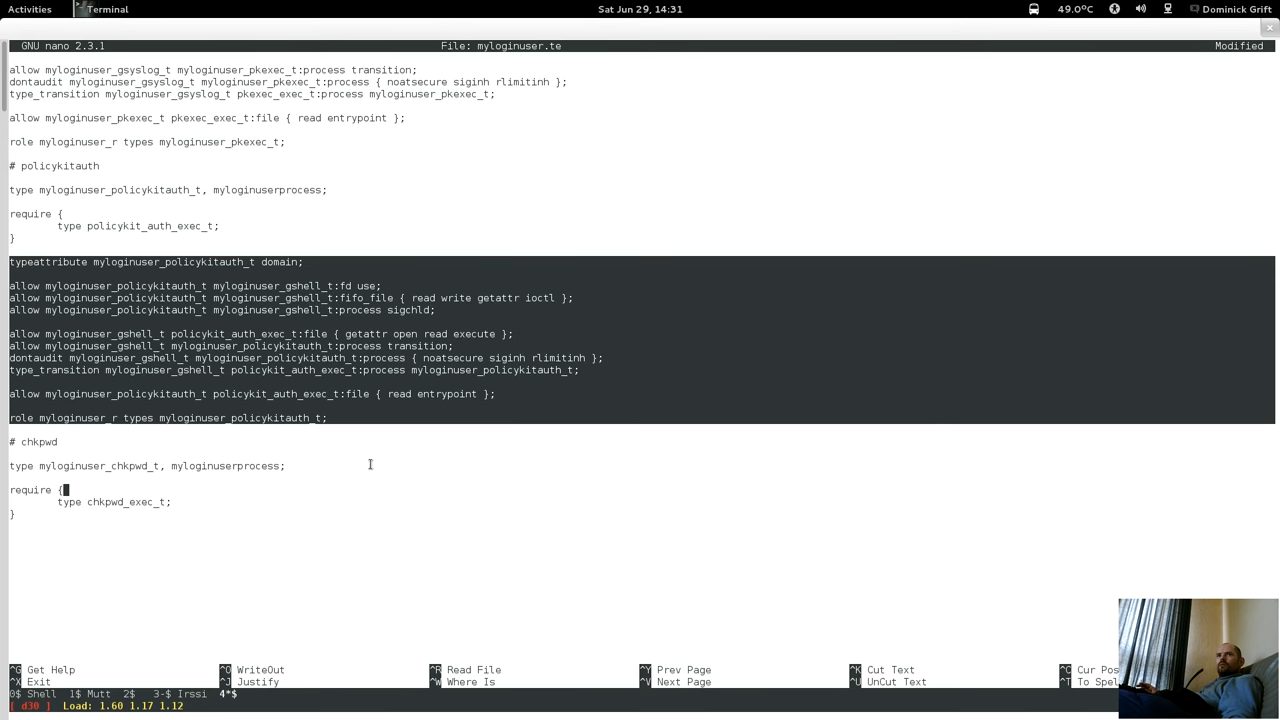 Activities Terminal Sat Jun 29, 14:31 49.0°C Dominick Grift
GNU nano 2.3.1 File: myloginuser.te Modified
allow myloginuser_gsyslog_t myloginuser_pkexec_t:process transition;
dontaudit myloginuser_gsyslog_t myloginuser_pkexec_t:process { noatsecure siginh rlimitinh };
type_transition myloginuser_gsyslog_t pkexec_exec_t:process myloginuser_pkexec_t;
allow myloginuser_pkexec_t pkexec_exec_t:file { read entrypoint };
role myloginuser_r types myloginuser_pkexec_t;
# policykitauth
type myloginuser_policykitauth_t, myloginuserprocess;
require {
type policykit_auth_exec_t;
}
typeattribute myloginuser_policykitauth_t domain;
allow myloginuser_policykitauth_t myloginuser_gshell_t:fd use;
allow myloginuser_policykitauth_t myloginuser_gshell_t:fifo_file { read write getattr ioctl };
allow myloginuser_policykitauth_t myloginuser_gshell_t:process sigchld;
allow myloginuser_gshell_t policykit_auth_exec_t:file { getattr open read execute };
allow myloginuser_gshell_t myloginuser_policykitauth_t:process transition;
dontaudit myloginuser_gshell_t myloginuser_policykitauth_t:process { noatsecure siginh rlimitinh };
type_transition myloginuser_gshell_t policykit_auth_exec_t:process myloginuser_policykitauth_t;
allow myloginuser_policykitauth_t policykit_auth_exec_t:file { read entrypoint };
role myloginuser_r types myloginuser_policykitauth_t;
# chkpwd
type myloginuser_chkpwd_t, myloginuserprocess;
require {
type chkpwd_exec_t;
}
^G Get Help ^O WriteOut ^R Read File ^Y Prev Page ^K Cut Text ^C Cur Pos
^X Exit ^J Justify ^W Where Is ^V Next Page ^U UnCut Text ^T To Spel
0$ Shell 1$ Mutt 2$ 3-$ Irssi 4*$
[ d30 ] Load: 1.60 1.17 1.12